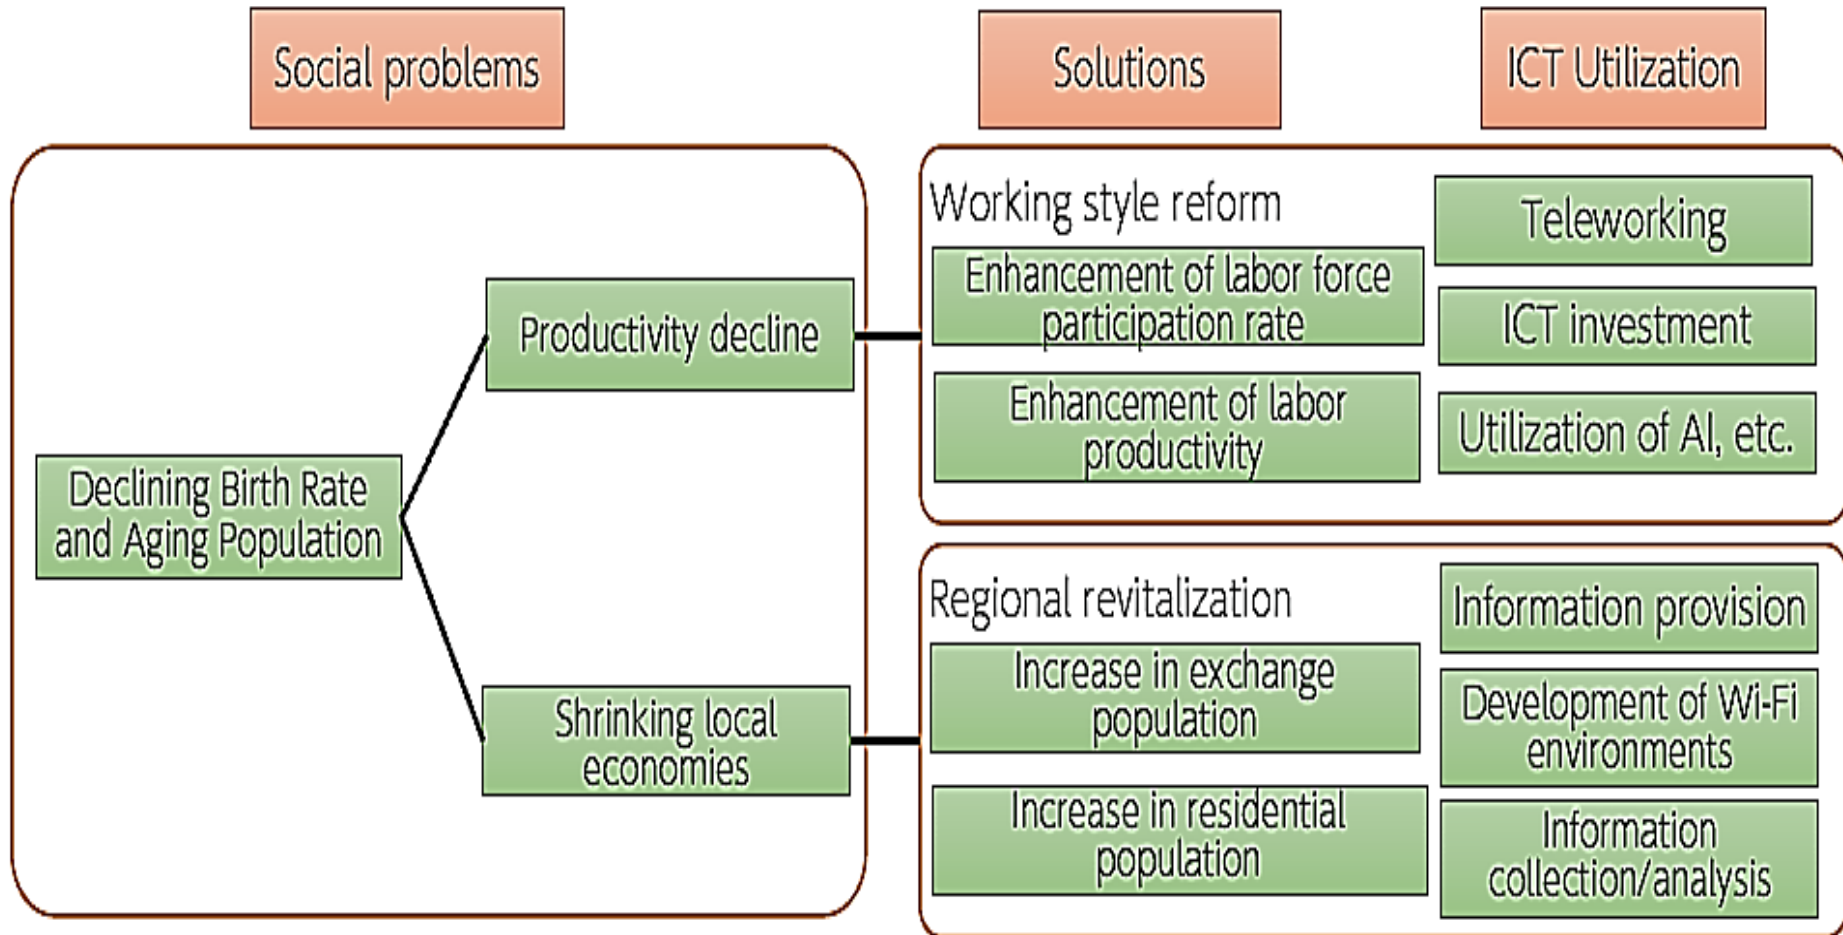 Social problems
Solutions
ICT Utilization
Declining Birth Rate
and Aging Population
Productivity decline
Shrinking local
economies
Working style reform
Enhancement of labor force
participation rate
Enhancement of labor
productivity
Teleworking
ICT investment
Utilization of AI, etc.
Regional revitalization
Increase in exchange
population
Increase in residential
population
Information provision
Development of Wi-Fi
environments
Information
collection/analysis